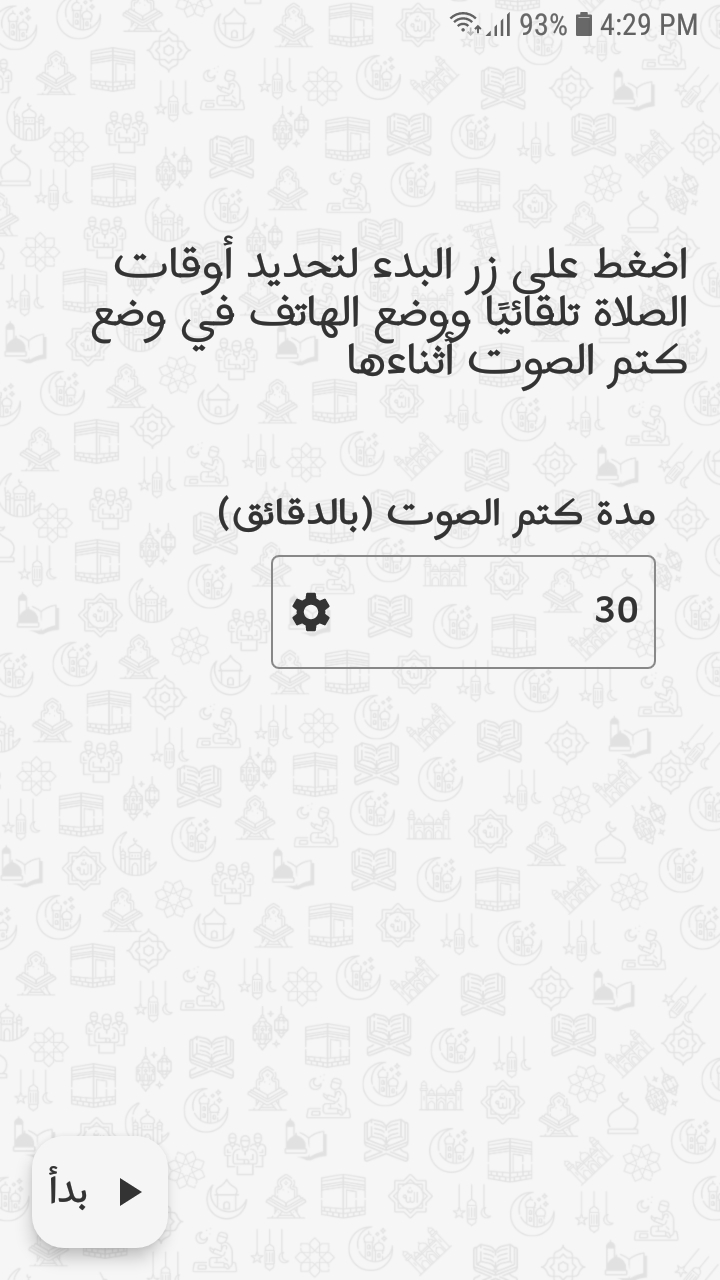 93% 4:29 PM
اضغط على زر البدء لتحديد أوقات
الصلاة تلقائيًا ووضع الهاتف في وضع
كتم الصوت أثناءها
مدة كتم الصوت (بالدقائق)
30
بدأ